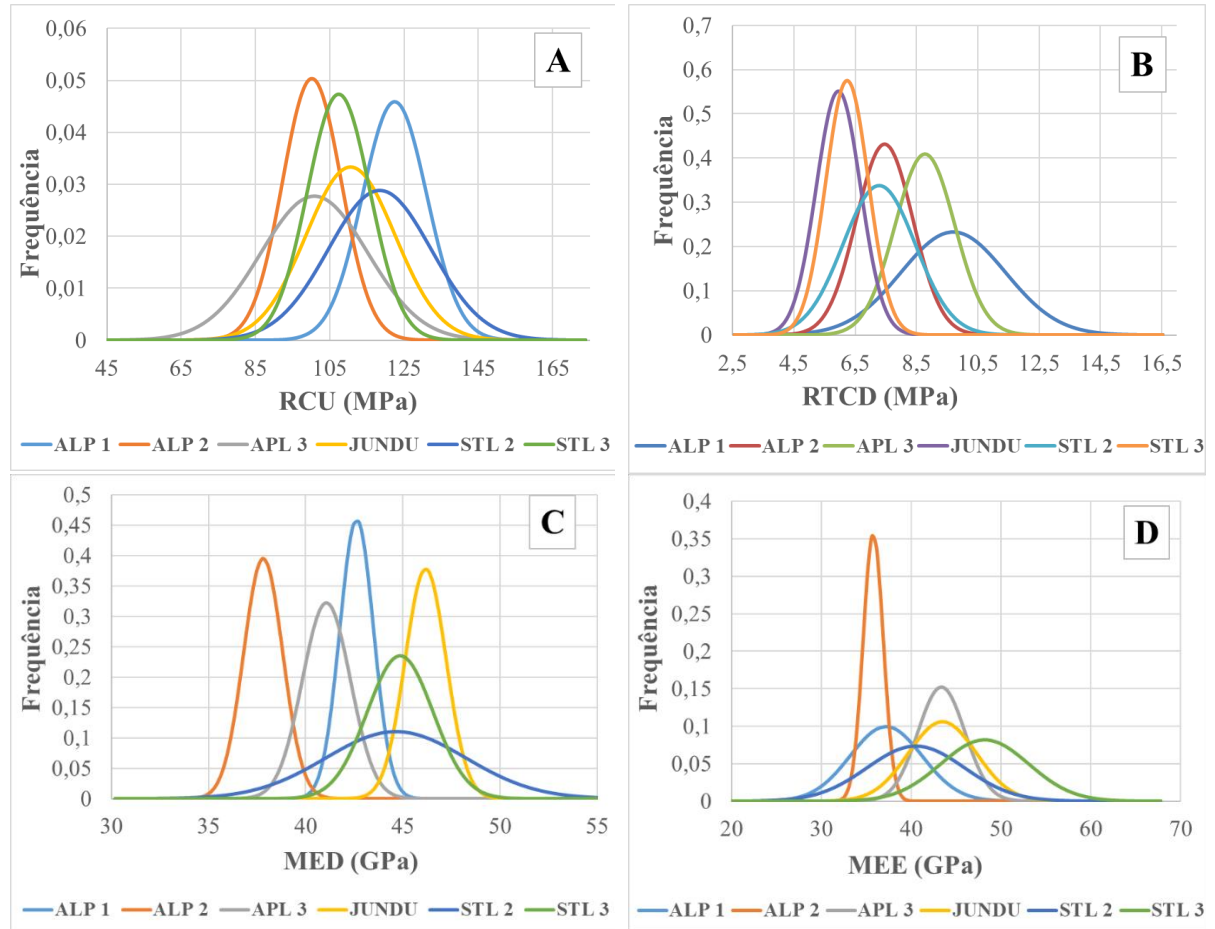 A
Frequência
0,06
0,05
0,04
0,03
0,02
0,01
0
45 65 85 105 125 145 165
RCU (MPa)
ALP 1 ALP 2 APL 3 JUNDU STL 2 STL 3
B
Frequência
0,7
0,6
0,5
0,4
0,3
0,2
0,1
0
2,5 4,5 6,5 8,5 10,5 12,5 14,5 16,5
RTCD (MPa)
ALP 1 ALP 2 APL 3 JUNDU STL 2 STL 3
C
Frequência
0,5
0,45
0,4
0,35
0,3
0,25
0,2
0,15
0,1
0,05
0
30 35 40 45 50 55
MED (GPa)
ALP 1 ALP 2 APL 3 JUNDU STL 2 STL 3
D
Frequência
0,4
0,35
0,3
0,25
0,2
0,15
0,1
0,05
0
20 30 40 50 60 70
MEE (GPa)
ALP 1 ALP 2 APL 3 JUNDU STL 2 STL 3